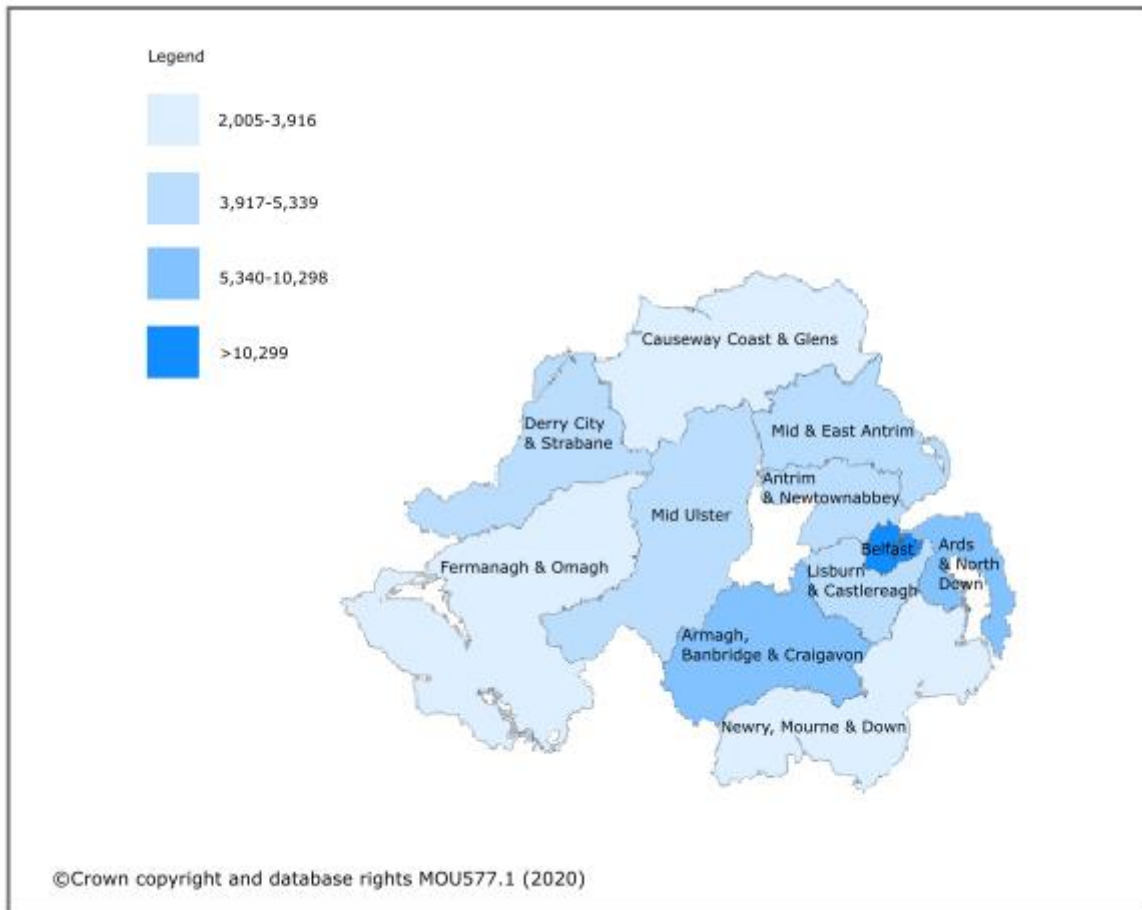 Legend
2,005-3,916
3,917-5,339
5,340-10,298
>10,299
Causeway Coast & Glens
Derry City
& Strabane
Mid & East Antrim
Antrim
& Newtownabbey
Mid Ulster
Belfast
Ards
& North
Down
Fermanagh & Omagh
Lisburn
& Castlereagh
Armagh,
Banbridge & Craigavon
Newry, Mourne & Down
©Crown copyright and database rights MOU577.1 (2020)